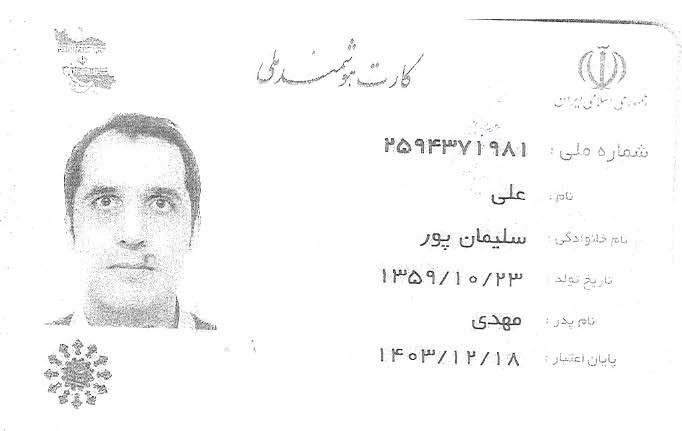 کارت هوشمند ملی
جمهوری اسلامی ایران
شماره ملی: ۲۵۹۴۳۷۱۹۸۱
نام: علی
نام خانوادگی: سلیمان پور
تاریخ تولد: ۱۳۵۹/۱۰/۲۳
نام پدر: مهدی
پایان اعتبار: ۱۴۰۳/۱۲/۱۸